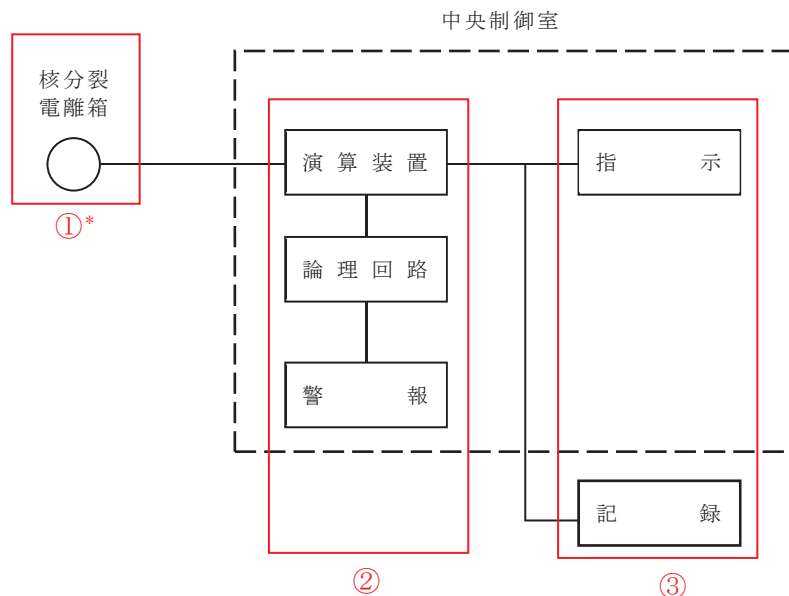 中央制御室
核分裂
電離箱
演算装置
指示
①*
論理回路
警報
記録
②
③